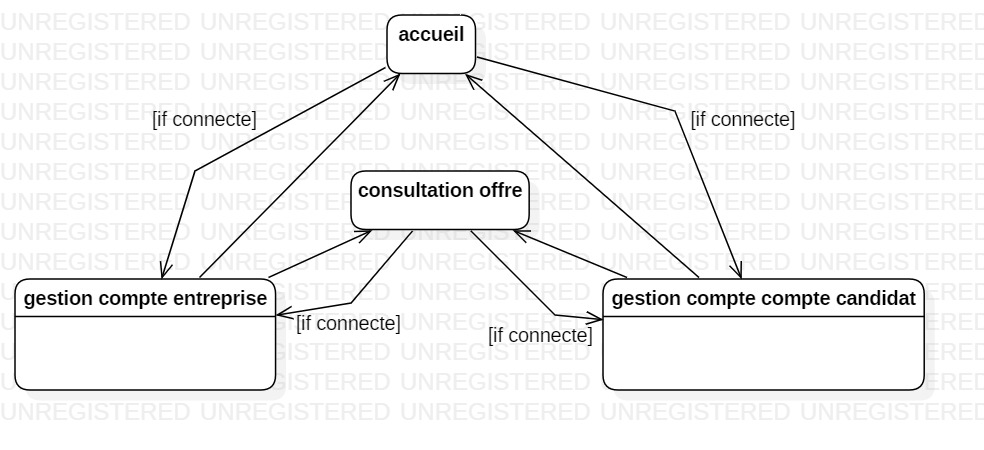 accueil
[if connecte]
[if connecte]
consultation offre
gestion compte entreprise
gestion compte compte candidat
[if connecte]
[if connecte]
UNREGISTERED UNREGISTERED UNREGISTERED UNREGISTERED UNREGISTERED